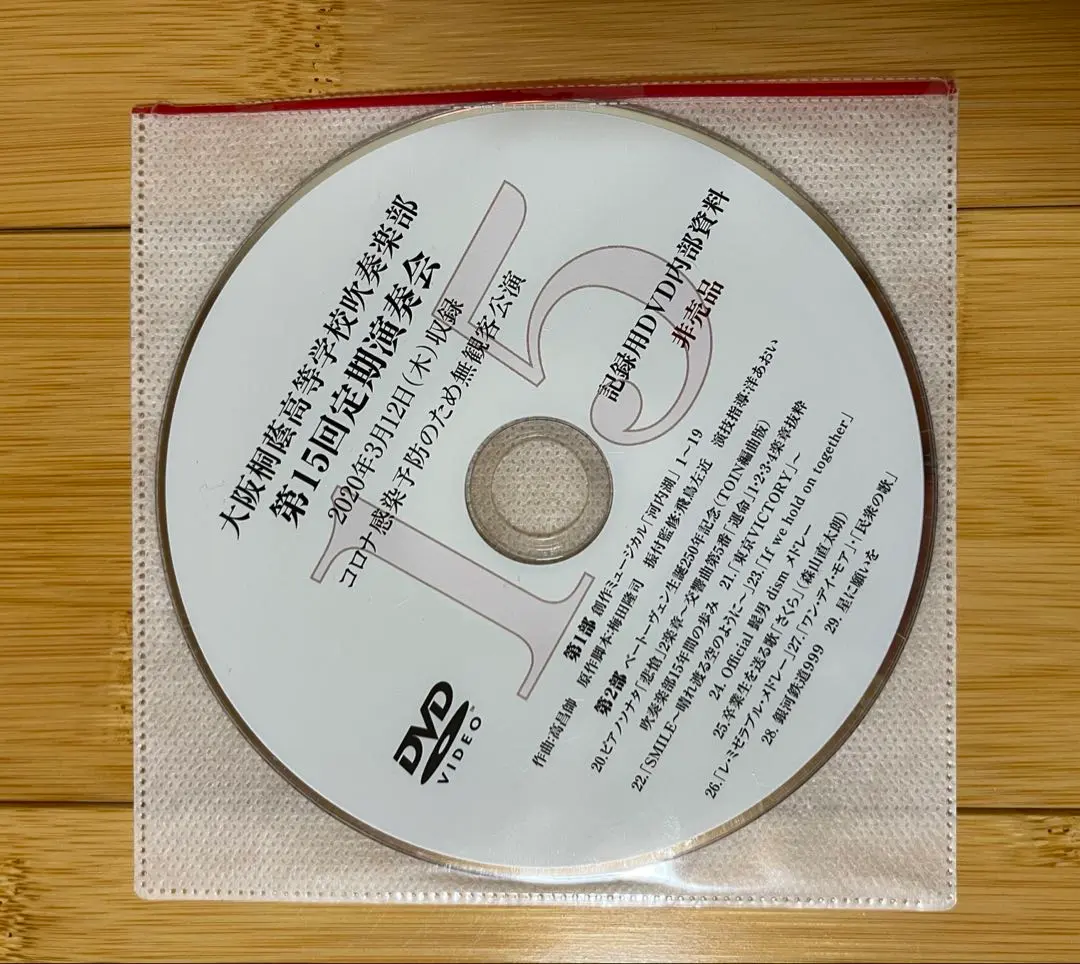 大阪桐蔭高等学校吹奏楽部
第15回定期演奏会
2020年3月12日(木)収録
コロナ感染予防のため無観客公演
15
記録用DVD内部資料
非売品
第1部 創作ミュージカル「河内湖」1~19
作曲:高昌帥 原作脚本:梅田隆司 振付監修:飛鳥左近 演技指導:洋あおい
第2部 ベートーヴェン生誕250年記念(TOIN編曲版)
20.ピアノソナタ「悲愴」2楽章~交響曲第5番「運命」1・2・3・4楽章抜粋
吹奏楽部15年間の歩み 21.「東京VICTORY」~
22.「SMILE~晴れ渡る空のように~」23.「If we hold on together」
24. Official 髭男 dism メドレー
25.卒業生を送る歌「さくら」(森山直太朗)
26.「レ・ミゼラブル・メドレー」27.「ワン・デイ・モア」・「民衆の歌」
28. 銀河鉄道999 29. 星に願いを
DVD
VIDEO